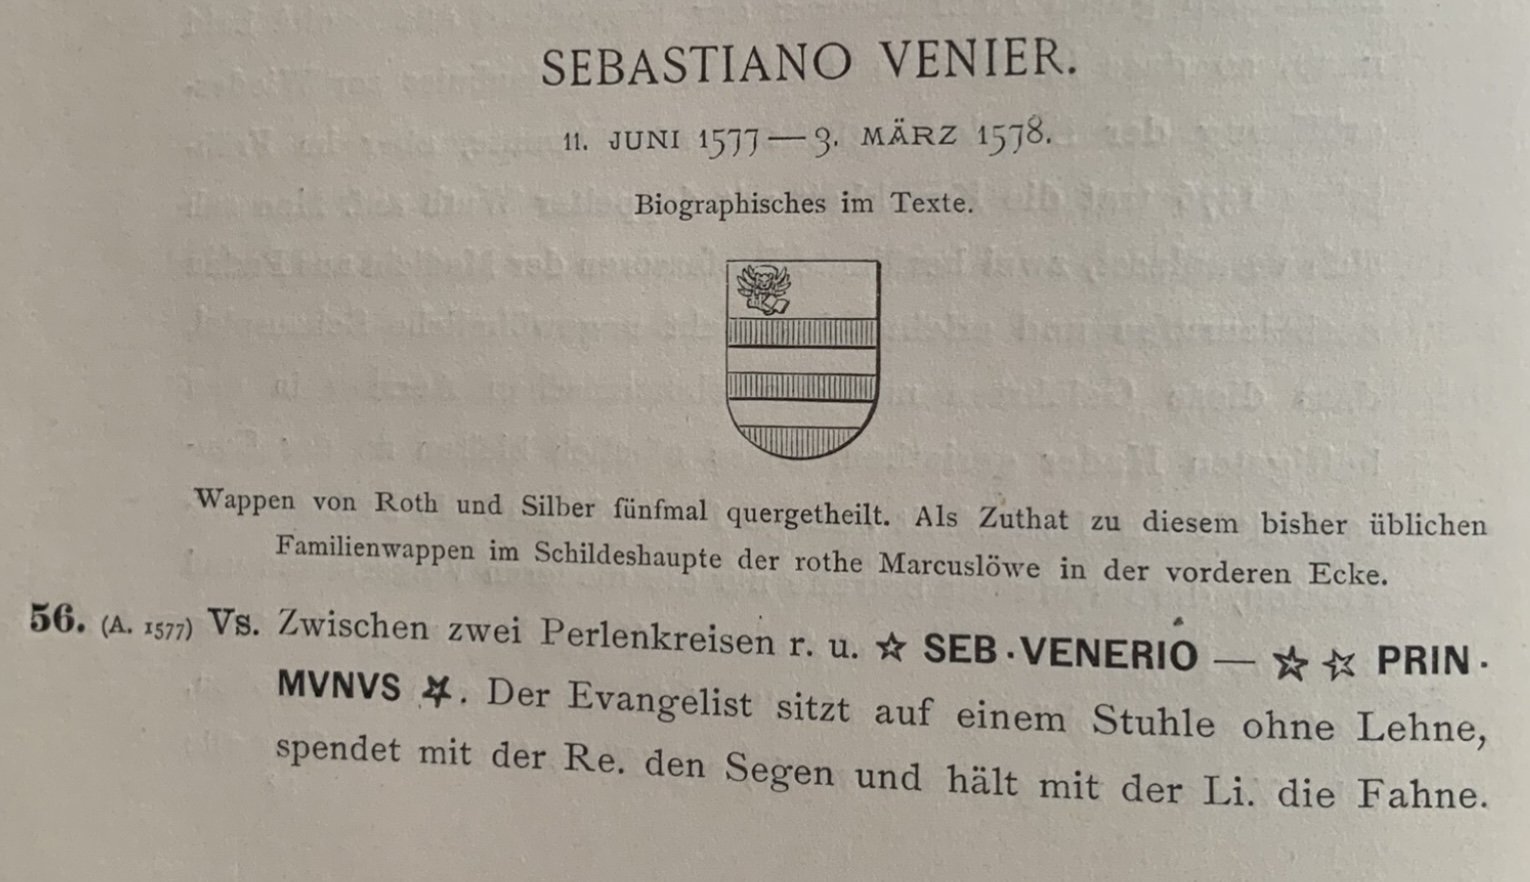 SEBASTIANO VENIER.
11. JUNI 1577 — 3. MÄRZ 1578.
Biographisches im Texte.
Wappen von Roth und Silber fünfmal quergetheilt. Als Zuthat zu diesem bisher üblichen
Familienwappen im Schildeshaupte der rothe Marcuslöwe in der vorderen Ecke.
56. (A. 1577) Vs. Zwischen zwei Perlenkreisen r. u. ☆ SEB · VENERIO — ☆ ☆ PRIN ·
MVNVS ☆. Der Evangelist sitzt auf einem Stuhle ohne Lehne,
spendet mit der Re. den Segen und hält mit der Li. die Fahne.